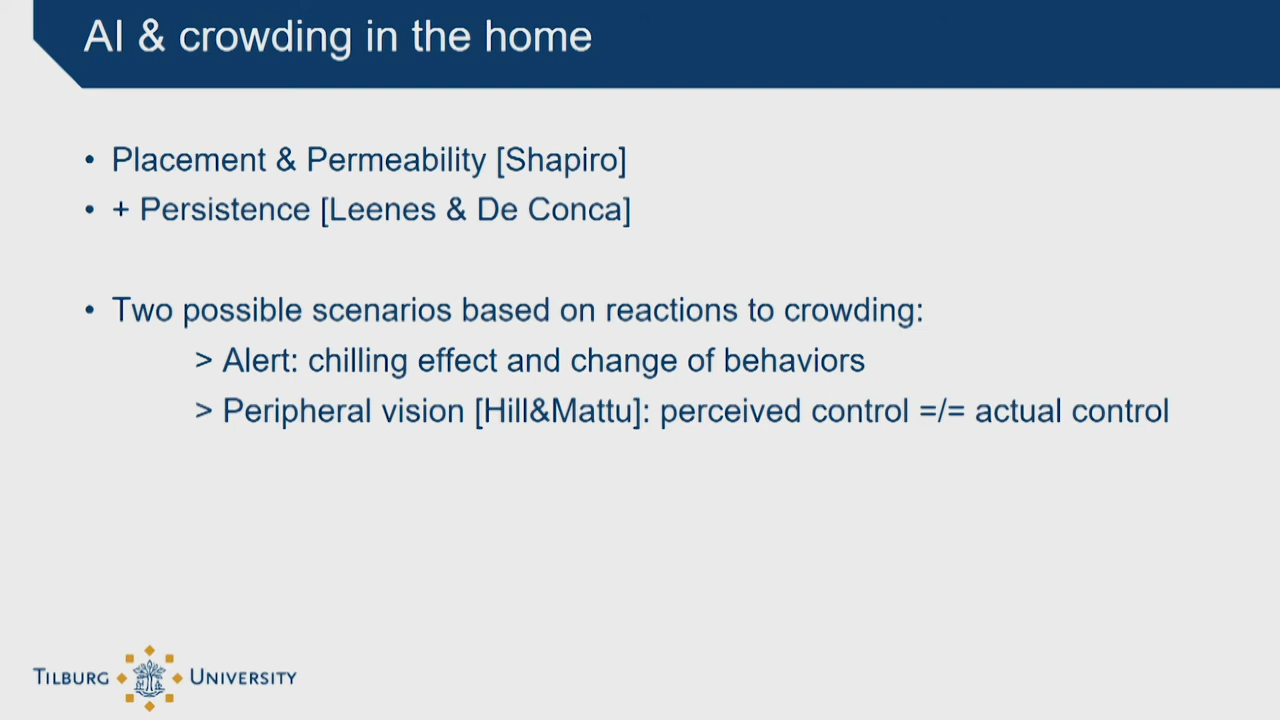 AI & crowding in the home
• Placement & Permeability [Shapiro]
• + Persistence [Leenes & De Conca]
• Two possible scenarios based on reactions to crowding:
> Alert: chilling effect and change of behaviors
> Peripheral vision [Hill&Mattu]: perceived control =/= actual control
TILBURG UNIVERSITY